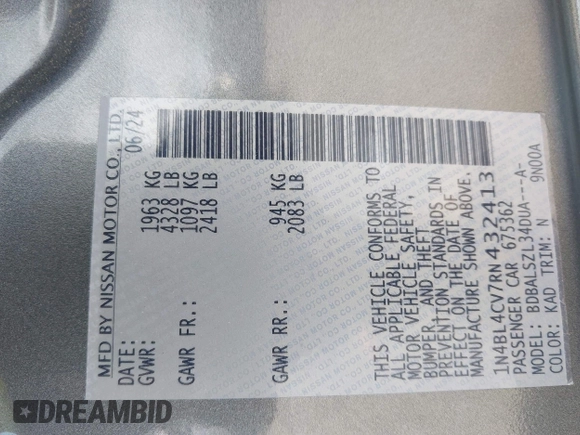 MFD BY NISSAN MOTOR CO., LTD.
DATE: 06/24
GVWR: 1963 KG
4328 LB
GAWR FR.: 1097 KG
2418 LB
GAWR RR.: 945 KG
2083 LB
THIS VEHICLE CONFORMS TO
ALL APPLICABLE FEDERAL
MOTOR VEHICLE SAFETY,
BUMPER, AND THEFT
PREVENTION STANDARDS IN
EFFECT ON THE DATE OF
MANUFACTURE SHOWN ABOVE.
1N4BL4CV7RN432413
PASSENGER CAR 675362
MODEL: BDBALSZL34DUA---A-
COLOR: KAD TRIM: N 9N00A
DREAMBID